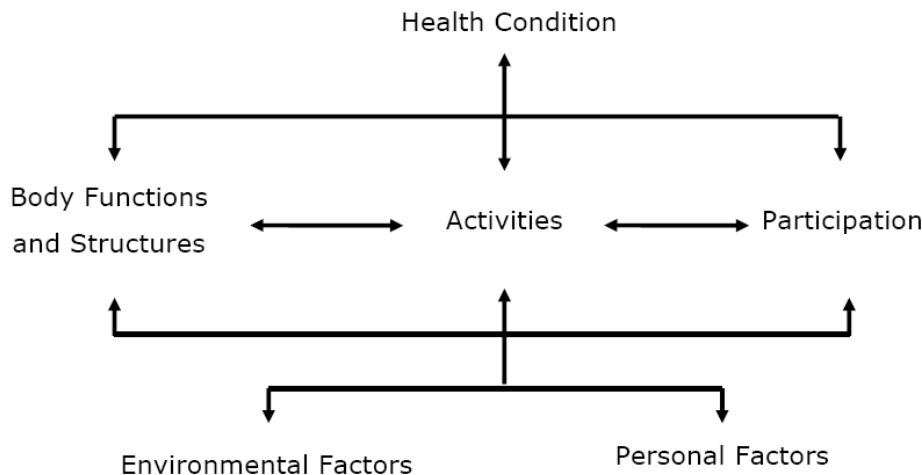 Health Condition
Body Functions
and Structures
Activities
Participation
Environmental Factors
Personal Factors